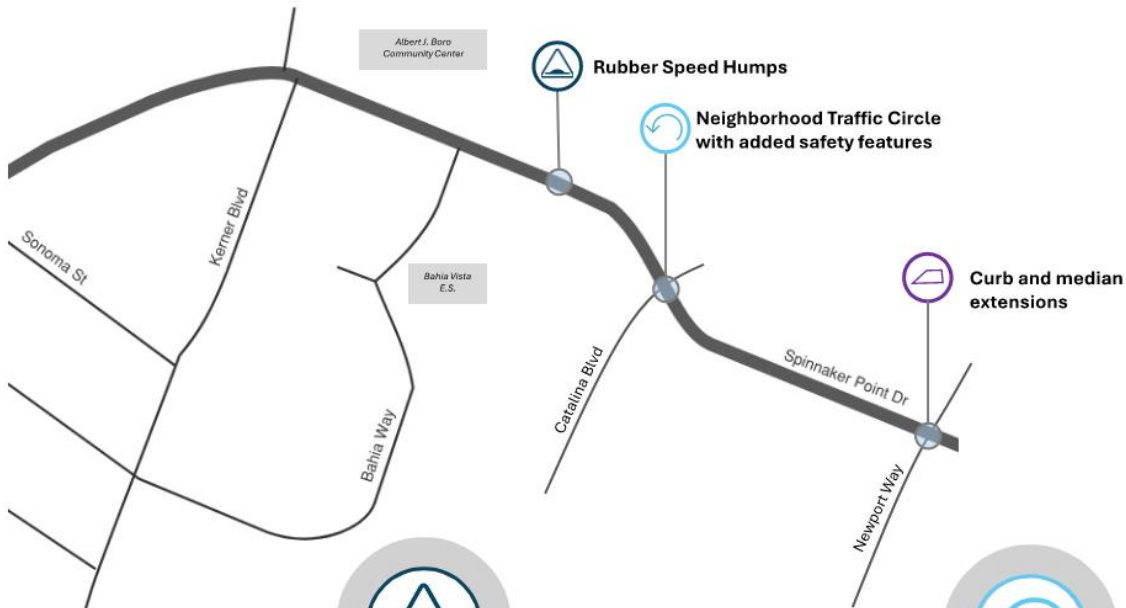 Albert J. Boro
Community Center
Rubber Speed Humps
Neighborhood Traffic Circle
with added safety features
Kerner Blvd
Sonoma St
Bahia Vista
E.S.
Curb and median
extensions
Spinnaker Point Dr
Catalina Blvd
Bahia Way
Newport Way